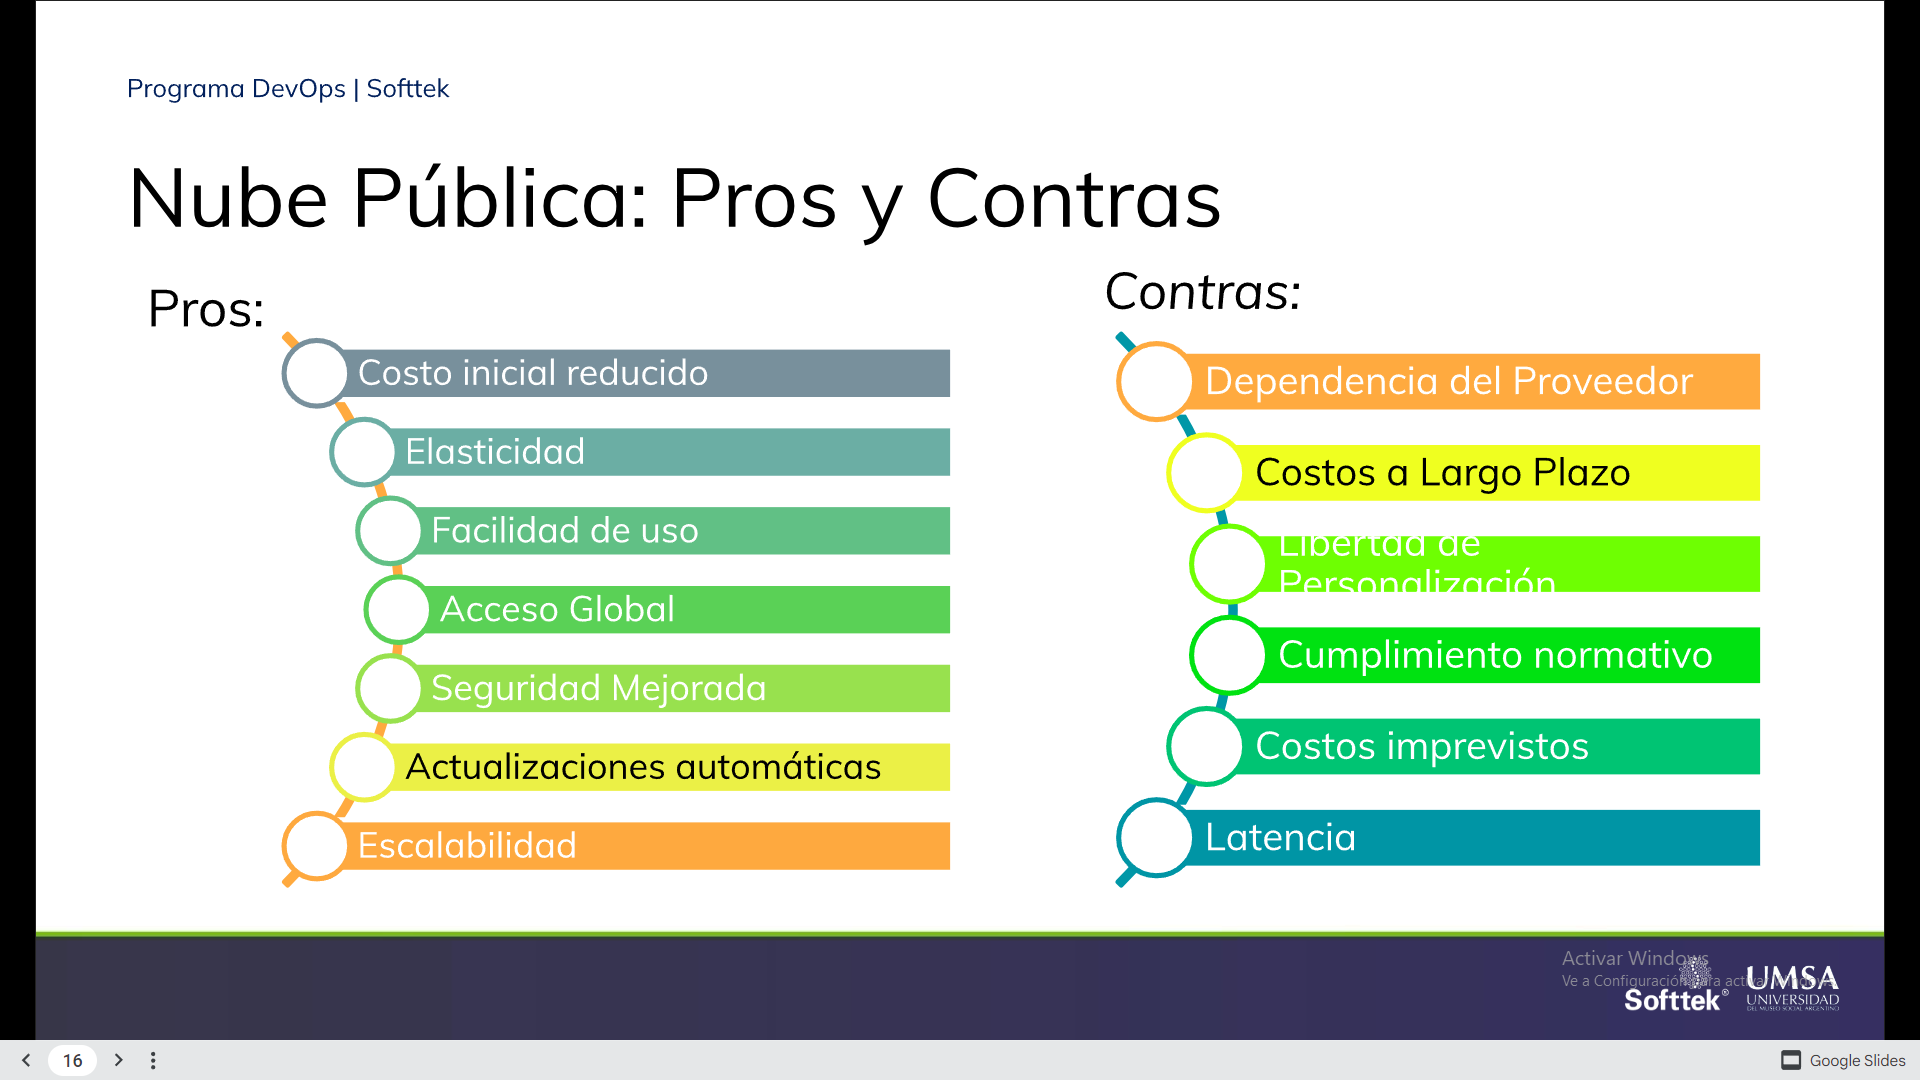 Programa DevOps | Softtek
Nube Pública: Pros y Contras
Pros:
Costo inicial reducido
Elasticidad
Facilidad de uso
Acceso Global
Seguridad Mejorada
Actualizaciones automáticas
Escalabilidad
Contras:
Dependencia del Proveedor
Costos a Largo Plazo
Libertad de
Personalización
Cumplimiento normativo
Costos imprevistos
Latencia
Activar Windows
Ve a Configuración para activar Windows.
Softtek®
UMSA
UNIVERSIDAD
DEL MUSEO SOCIAL ARGENTINO
16
Google Slides